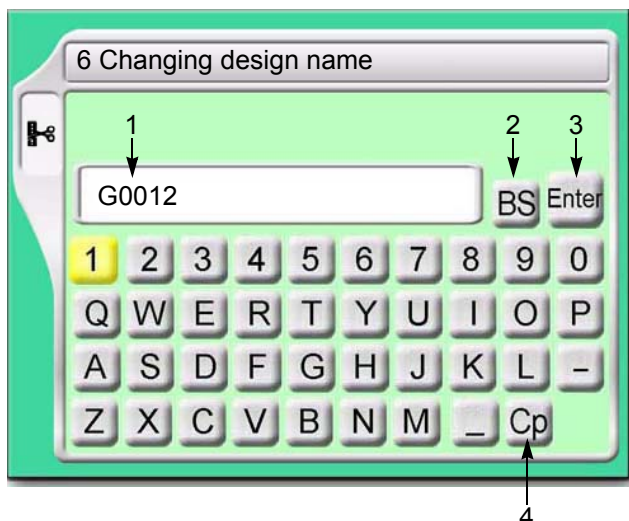 6 Changing design name
1 2 3
G0012 BS Enter
1 2 3 4 5 6 7 8 9 0
Q W E R T Y U I O P
A S D F G H J K L –
Z X C V B N M _ Cp
4